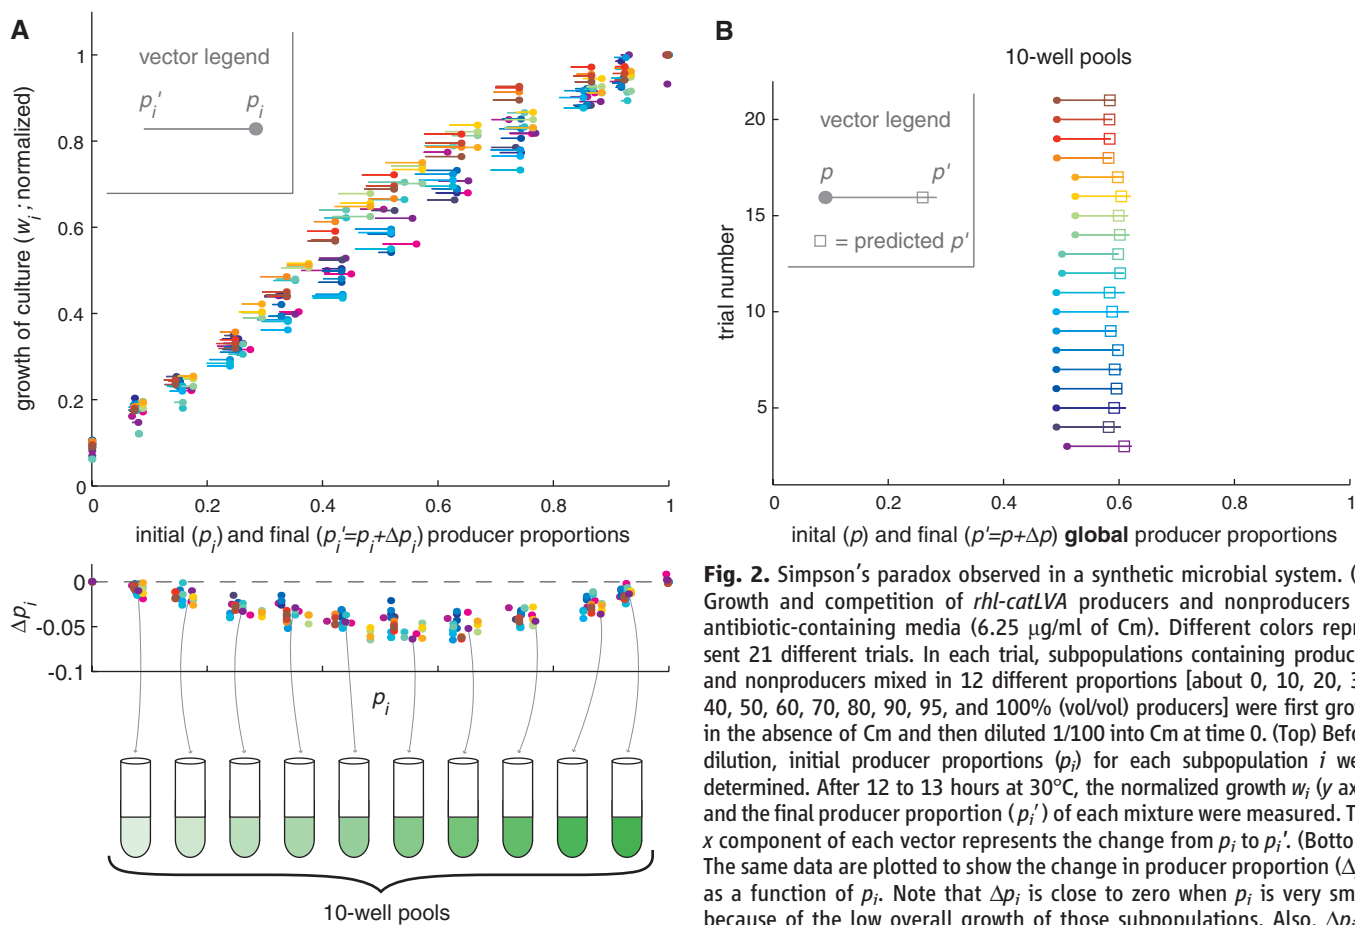 A
vector legend
p_i'
p_i
growth of culture (w_i ; normalized)
1
0.8
0.6
0.4
0.2
0
0
0.2
0.4
0.6
0.8
1
initial (p_i) and final (p_i'=p_i+Δp_i) producer proportions
Δp_i
0
-0.05
-0.1
p_i
10-well pools
B
10-well pools
vector legend
p
p'
□ = predicted p'
trial number
20
15
10
5
0
0.2
0.4
0.6
0.8
1
inital (p) and final (p'=p+Δp) global producer proportions
Fig. 2. Simpson's paradox observed in a synthetic microbial system. (
Growth and competition of rhl-catLVA producers and nonproducers
antibiotic-containing media (6.25 μg/ml of Cm). Different colors repr
sent 21 different trials. In each trial, subpopulations containing produc
and nonproducers mixed in 12 different proportions [about 0, 10, 20, 3
40, 50, 60, 70, 80, 90, 95, and 100% (vol/vol) producers] were first grow
in the absence of Cm and then diluted 1/100 into Cm at time 0. (Top) Befo
dilution, initial producer proportions (p_i) for each subpopulation i we
determined. After 12 to 13 hours at 30°C, the normalized growth w_i (y ax
and the final producer proportion (p_i') of each mixture were measured. T
x component of each vector represents the change from p_i to p_i'. (Bottor
The same data are plotted to show the change in producer proportion (Δ
as a function of p_i. Note that Δp_i is close to zero when p_i is very sm
because of the low overall growth of those subpopulations. Also, Δp